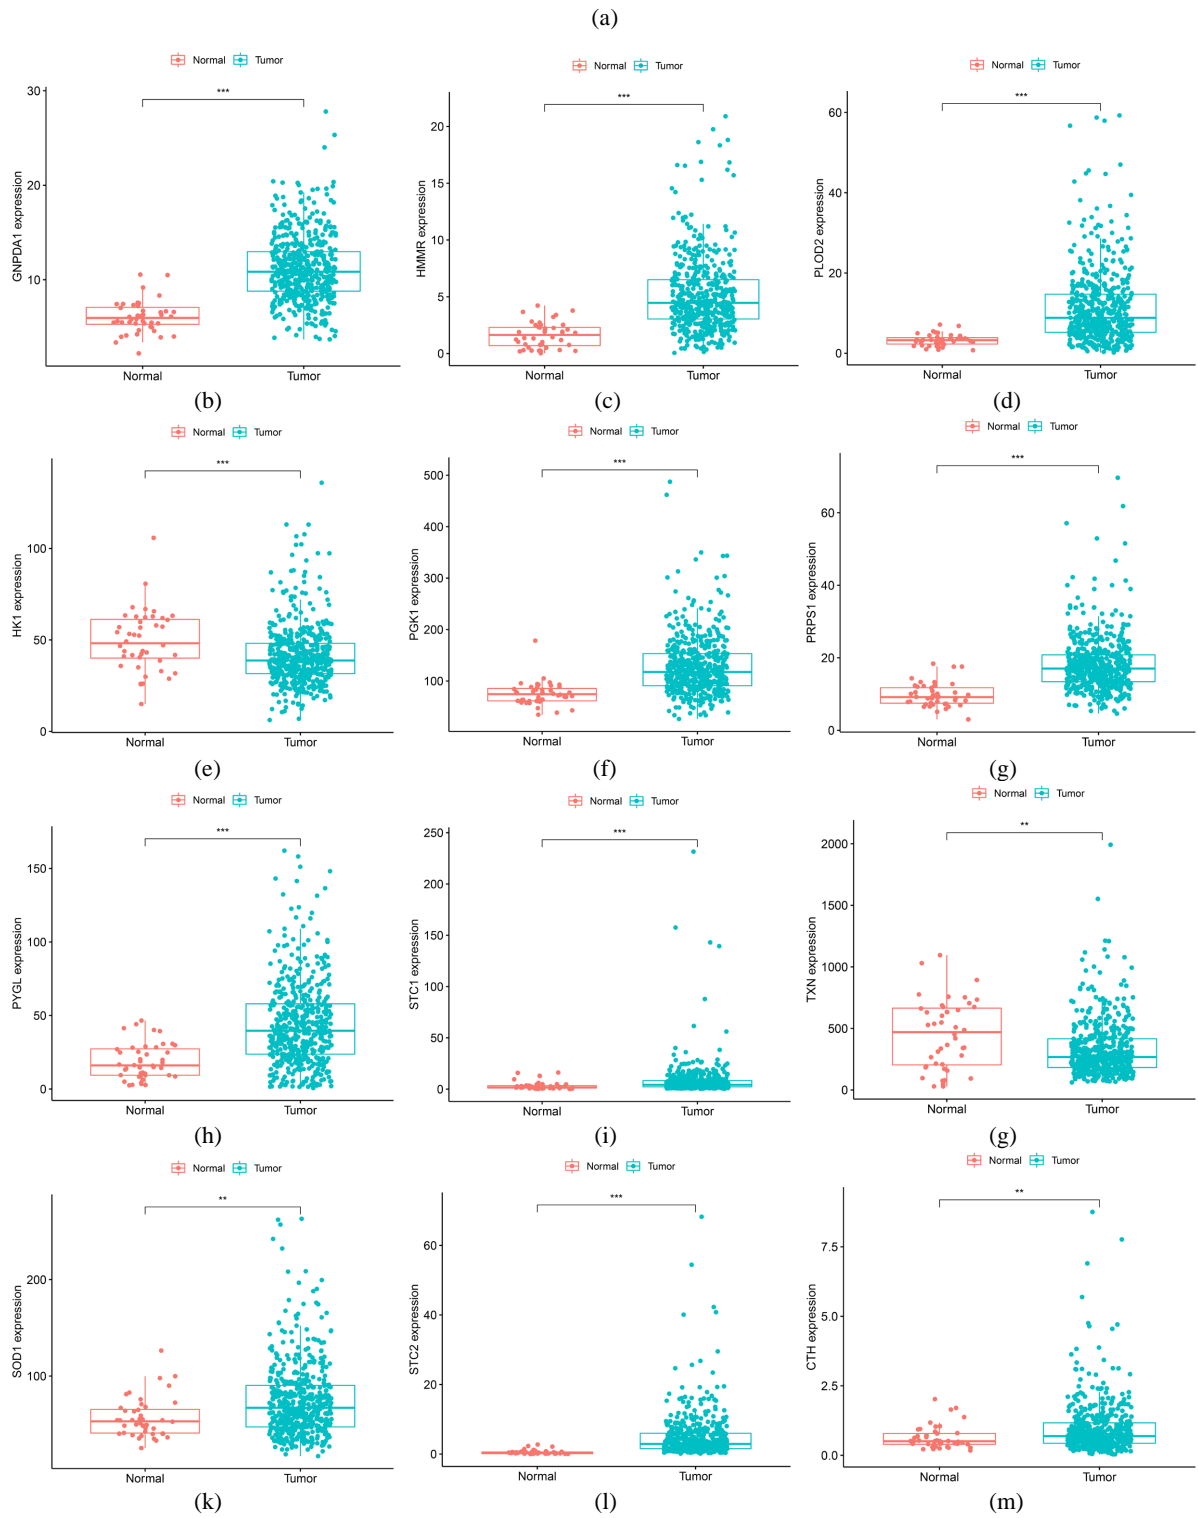 (a)
Normal Tumor
***
GNPDA1 expression
30
20
10
Normal Tumor
(b)
Normal Tumor
***
HMMR expression
20
15
10
5
0
Normal Tumor
(c)
Normal Tumor
***
PLOD2 expression
60
40
20
0
Normal Tumor
(d)
Normal Tumor
***
HK1 expression
100
50
0
Normal Tumor
(e)
Normal Tumor
***
PGK1 expression
500
400
300
200
100
Normal Tumor
(f)
Normal Tumor
***
PRPS1 expression
60
40
20
0
Normal Tumor
(g)
Normal Tumor
***
PYGL expression
150
100
50
0
Normal Tumor
(h)
Normal Tumor
***
STC1 expression
250
200
150
100
50
0
Normal Tumor
(i)
Normal Tumor
**
TXN expression
2000
1500
1000
500
0
Normal Tumor
(g)
Normal Tumor
**
SOD1 expression
200
100
Normal Tumor
(k)
Normal Tumor
***
STC2 expression
60
40
20
0
Normal Tumor
(l)
Normal Tumor
**
CTH expression
7.5
5.0
2.5
0.0
Normal Tumor
(m)